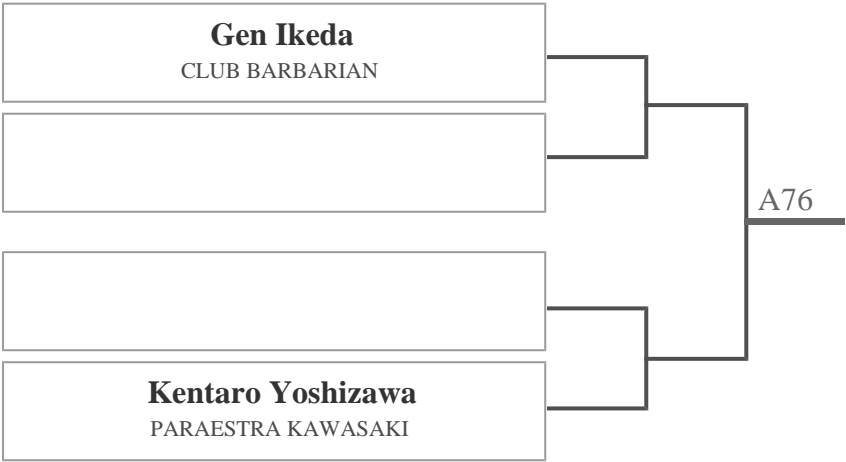 Gen Ikeda
CLUB BARBARIAN
A76
Kentaro Yoshizawa
PARAESTRA KAWASAKI